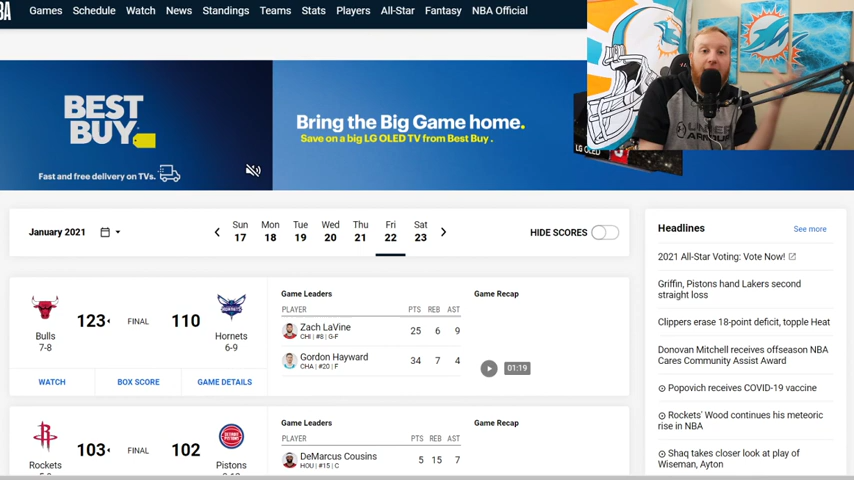 BA
Games Schedule Watch News Standings Teams Stats Players All-Star Fantasy NBA Official
BEST
BUY
Fast and free delivery on TVs.
Bring the Big Game home.
Save on a big LG OLED TV from Best Buy.
LG OLED
UNDER
ARMOUR
January 2021
Sun Mon Tue Wed Thu Fri Sat
17 18 19 20 21 22 23
HIDE SCORES
Bulls
7-8
123
FINAL
110
Hornets
6-9
WATCH
BOX SCORE
GAME DETAILS
Game Leaders
PLAYER PTS REB AST
Zach LaVine 25 6 9
CHI | #8 | G-F
Gordon Hayward 34 7 4
CHA | #20 | F
Game Recap
01:19
Rockets
103
FINAL
102
Pistons
Game Leaders
PLAYER PTS REB AST
DeMarcus Cousins 5 15 7
HOU | #15 | C
Game Recap
Headlines
See more
2021 All-Star Voting: Vote Now!
Griffin, Pistons hand Lakers second
straight loss
Clippers erase 18-point deficit, topple Heat
Donovan Mitchell receives offseason NBA
Cares Community Assist Award
Popovich receives COVID-19 vaccine
Rockets' Wood continues his meteoric
rise in NBA
Shaq takes closer look at play of
Wiseman, Ayton